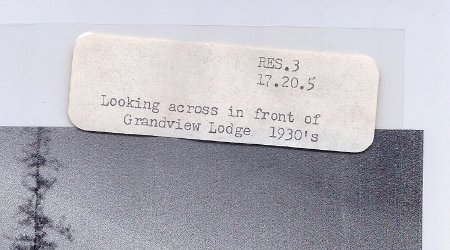 RES.3
17.20.5
Looking across in front of
Grandview Lodge 1930's